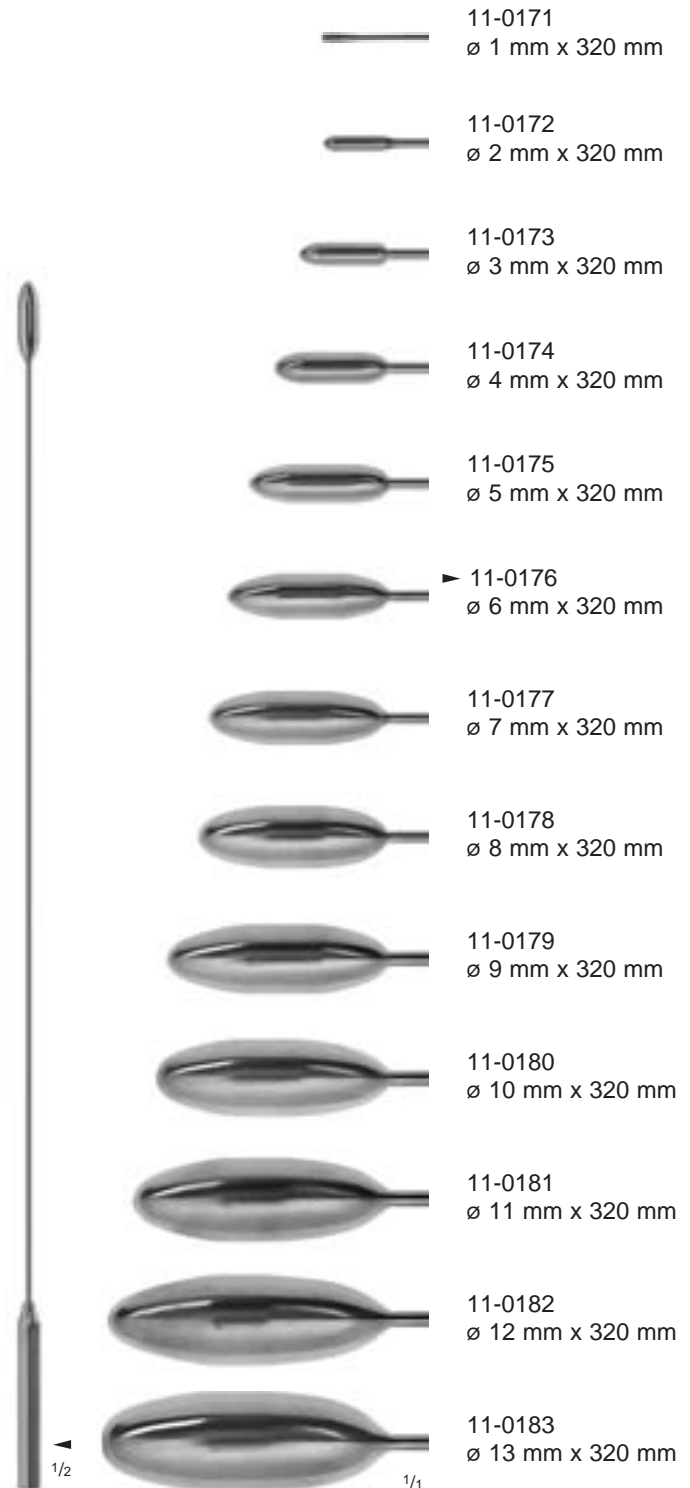 11-0171
ø 1 mm x 320 mm
11-0172
ø 2 mm x 320 mm
11-0173
ø 3 mm x 320 mm
11-0174
ø 4 mm x 320 mm
11-0175
ø 5 mm x 320 mm
► 11-0176
ø 6 mm x 320 mm
11-0177
ø 7 mm x 320 mm
11-0178
ø 8 mm x 320 mm
11-0179
ø 9 mm x 320 mm
11-0180
ø 10 mm x 320 mm
11-0181
ø 11 mm x 320 mm
11-0182
ø 12 mm x 320 mm
11-0183
ø 13 mm x 320 mm
◄
1/2
1/1